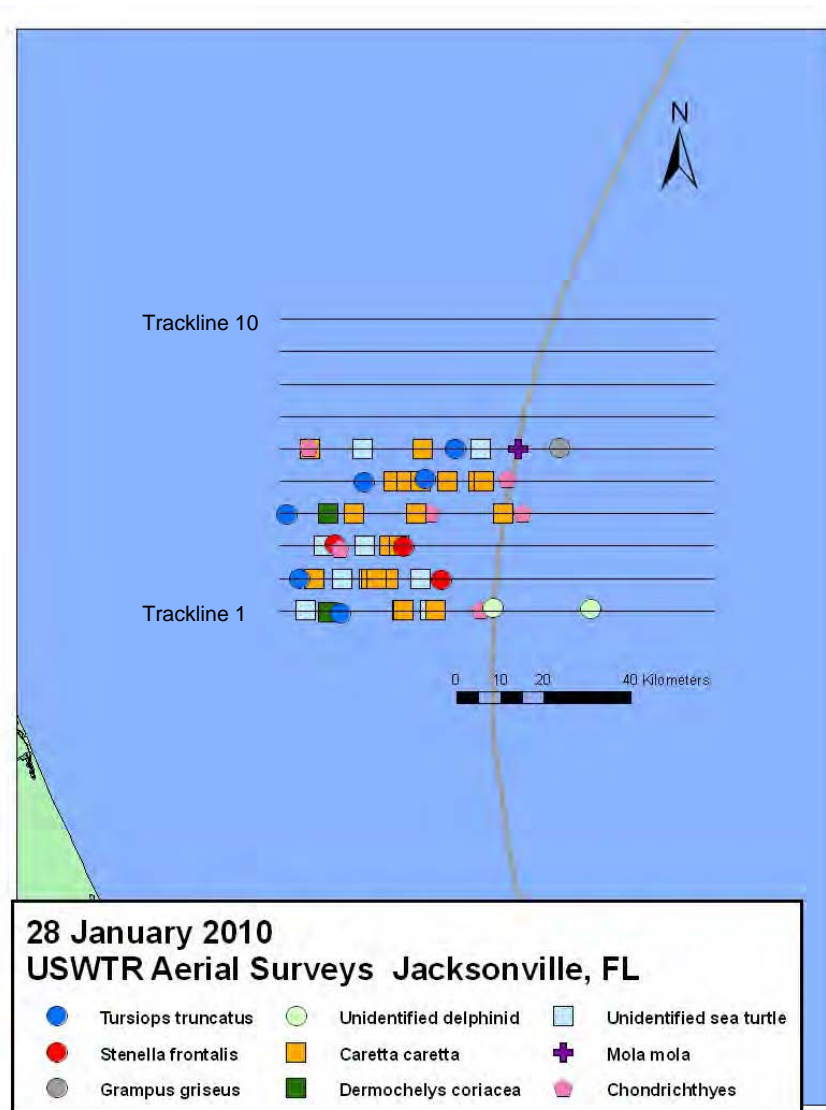 N
Trackline 10
Trackline 1
0 10 20 40 Kilometers
28 January 2010
USWTR Aerial Surveys Jacksonville, FL
Tursiops truncatus Unidentified delphinid Unidentified sea turtle
Stenella frontalis Caretta caretta Mola mola
Grampus griseus Dermochelys coriacea Chondrichthyes